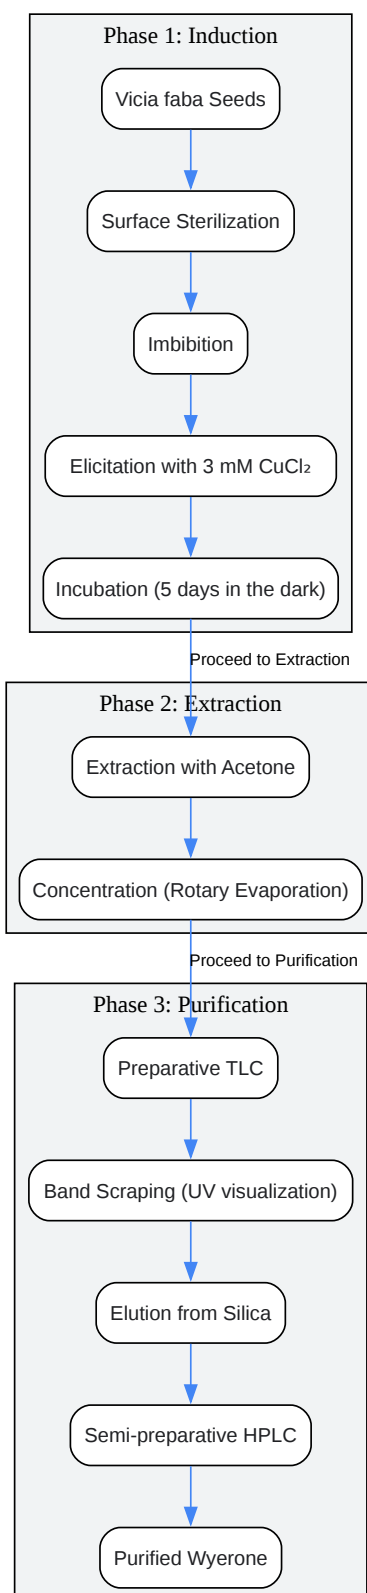 Phase 1: Induction
Vicia faba Seeds
Surface Sterilization
Imbibition
Elicitation with 3 mM CuCl₂
Incubation (5 days in the dark)
Proceed to Extraction
Phase 2: Extraction
Extraction with Acetone
Concentration (Rotary Evaporation)
Proceed to Purification
Phase 3: Purification
Preparative TLC
Band Scraping (UV visualization)
Elution from Silica
Semi-preparative HPLC
Purified Wyerone